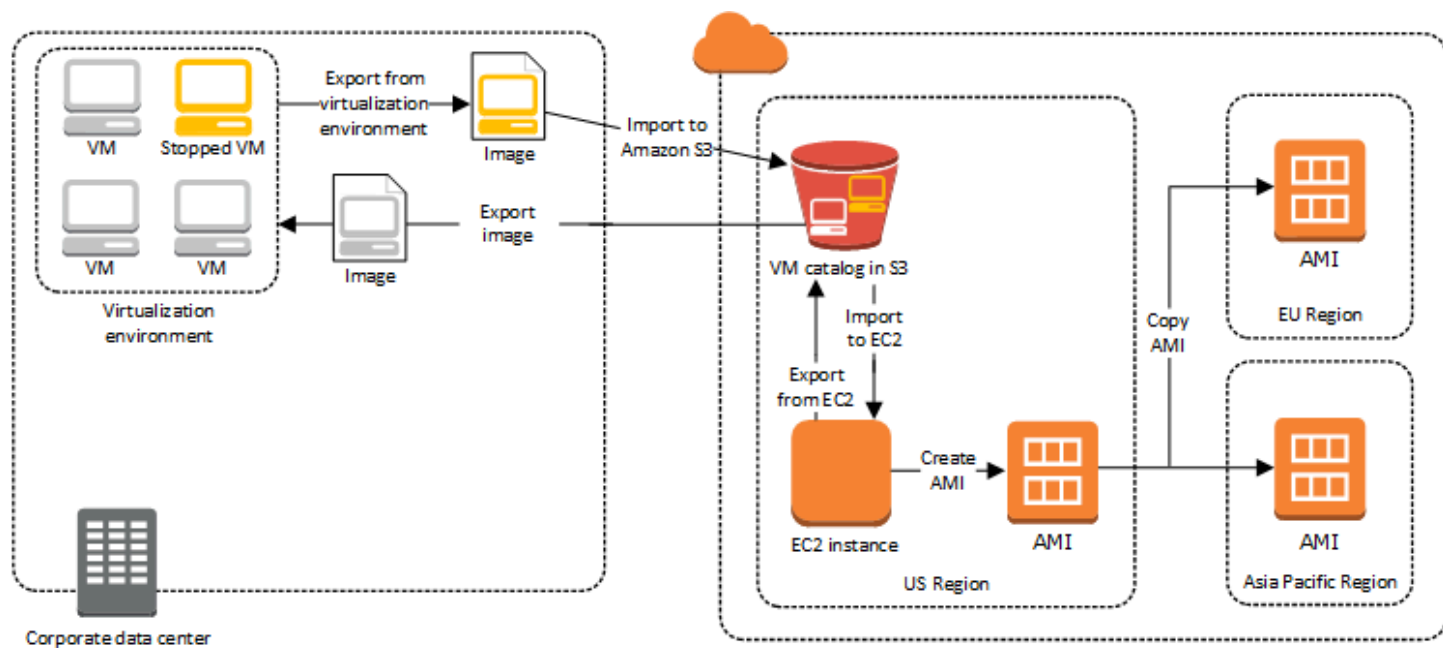 VM
Stopped VM
VM
VM
Virtualization
environment
Export from
virtualization
environment
Image
Image
Export
image
Corporate data center
Import to
Amazon S3
VM catalog in S3
Import
to EC2
Export
from EC2
EC2 instance
Create
AMI
AMI
US Region
Copy
AMI
AMI
EU Region
AMI
Asia Pacific Region